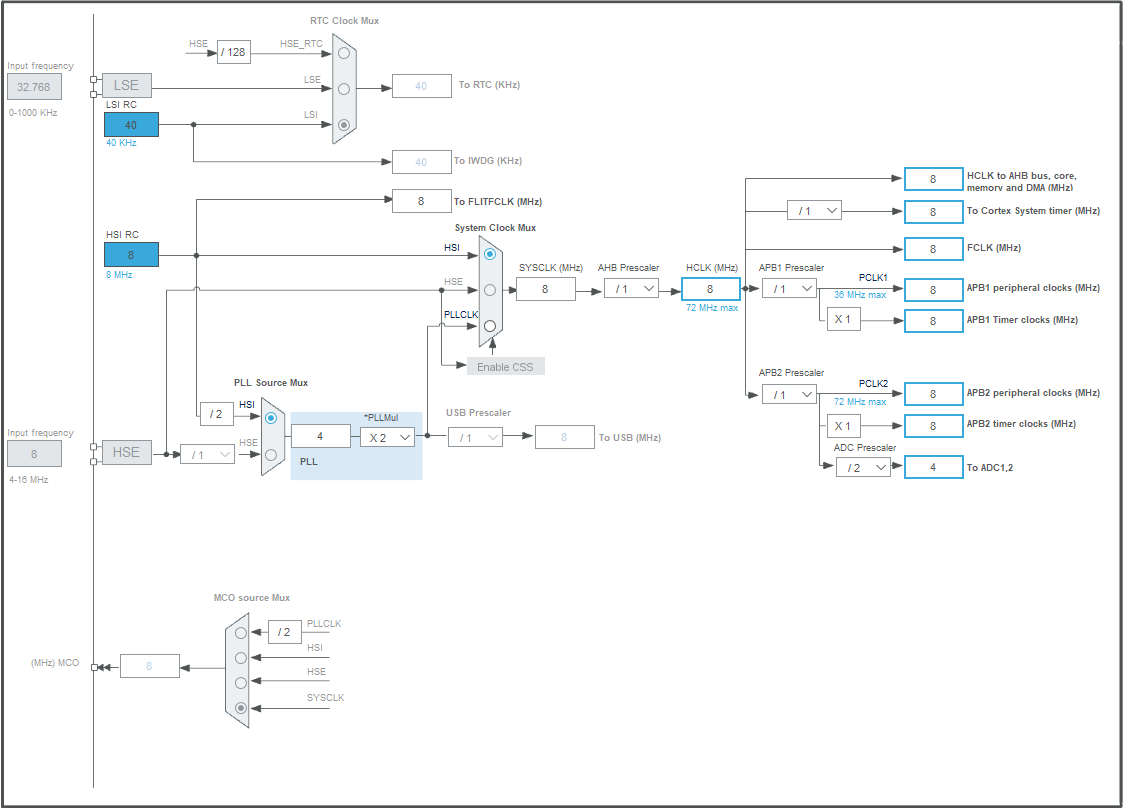 RTC Clock Mux
HSE
/ 128
HSE_RTC
Input frequency
32.768
0-1000 KHz
LSE
LSE
40
To RTC (KHz)
LSI RC
40
40 KHz
LSI
40
To IWDG (KHz)
8
To FLITFCLK (MHz)
HSI RC
8
8 MHz
System Clock Mux
HSI
HSE
PLLCLK
Enable CSS
SYSCLK (MHz)
8
AHB Prescaler
/ 1
HCLK (MHz)
8
72 MHz max
8
HCLK to AHB bus, core,
memory and DMA (MHz)
/ 1
8
To Cortex System timer (MHz)
8
FCLK (MHz)
APB1 Prescaler
/ 1
PCLK1
36 MHz max
8
APB1 peripheral clocks (MHz)
X 1
8
APB1 Timer clocks (MHz)
APB2 Prescaler
/ 1
PCLK2
72 MHz max
8
APB2 peripheral clocks (MHz)
X 1
8
APB2 timer clocks (MHz)
ADC Prescaler
/ 2
4
To ADC1,2
PLL Source Mux
/ 2
HSI
Input frequency
8
4-16 MHz
HSE
/ 1
HSE
4
*PLLMul
X 2
PLL
USB Prescaler
/ 1
8
To USB (MHz)
MCO source Mux
/ 2
PLLCLK
HSI
HSE
SYSCLK
(MHz) MCO
8